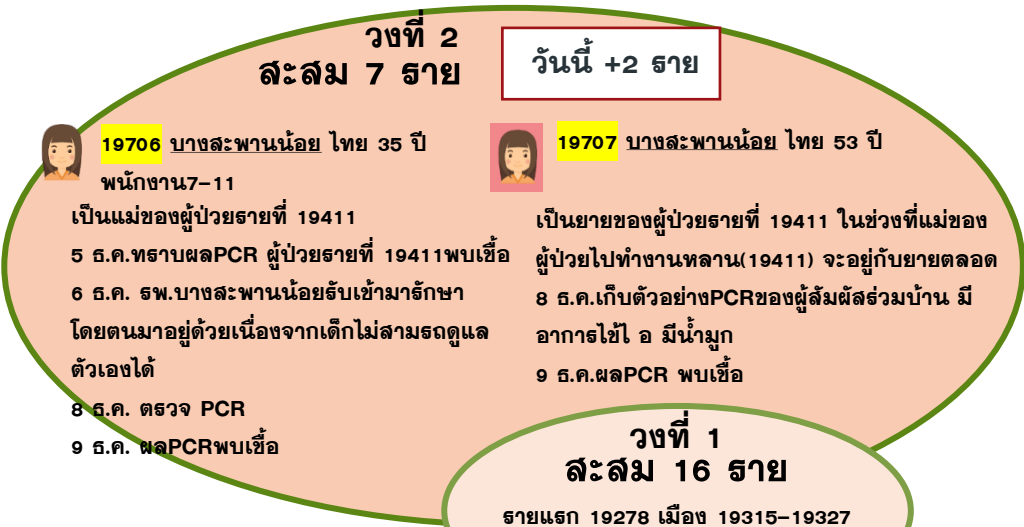 วงที่ 2
สะสม 7 ราย
วันนี้ +2 ราย
19706 บางสะพานน้อย ไทย 35 ปี
พนักงาน7-11
เป็นแม่ของผู้ป่วยรายที่ 19411
5 ธ.ค.ทราบผลPCR ผู้ป่วยรายที่ 19411พบเชื้อ
6 ธ.ค. รพ.บางสะพานน้อยรับเข้ามารักษา
โดยตนมาอยู่ด้วยเนื่องจากเด็กไม่สามรถดูแล
ตัวเองได้
8 ธ.ค. ตรวจ PCR
9 ธ.ค. ผลPCRพบเชื้อ
19707 บางสะพานน้อย ไทย 53 ปี
เป็นยายของผู้ป่วยรายที่ 19411 ในช่วงที่แม่ของ
ผู้ป่วยไปทำงานหลาน(19411) จะอยู่กับยายตลอด
8 ธ.ค.เก็บตัวอย่างPCRของผู้สัมผัสร่วมบ้าน มี
อาการไข้ไ อ มีน้ำมูก
9 ธ.ค.ผลPCR พบเชื้อ
วงที่ 1
สะสม 16 ราย
รายแรก 19278 เมือง 19315-19327